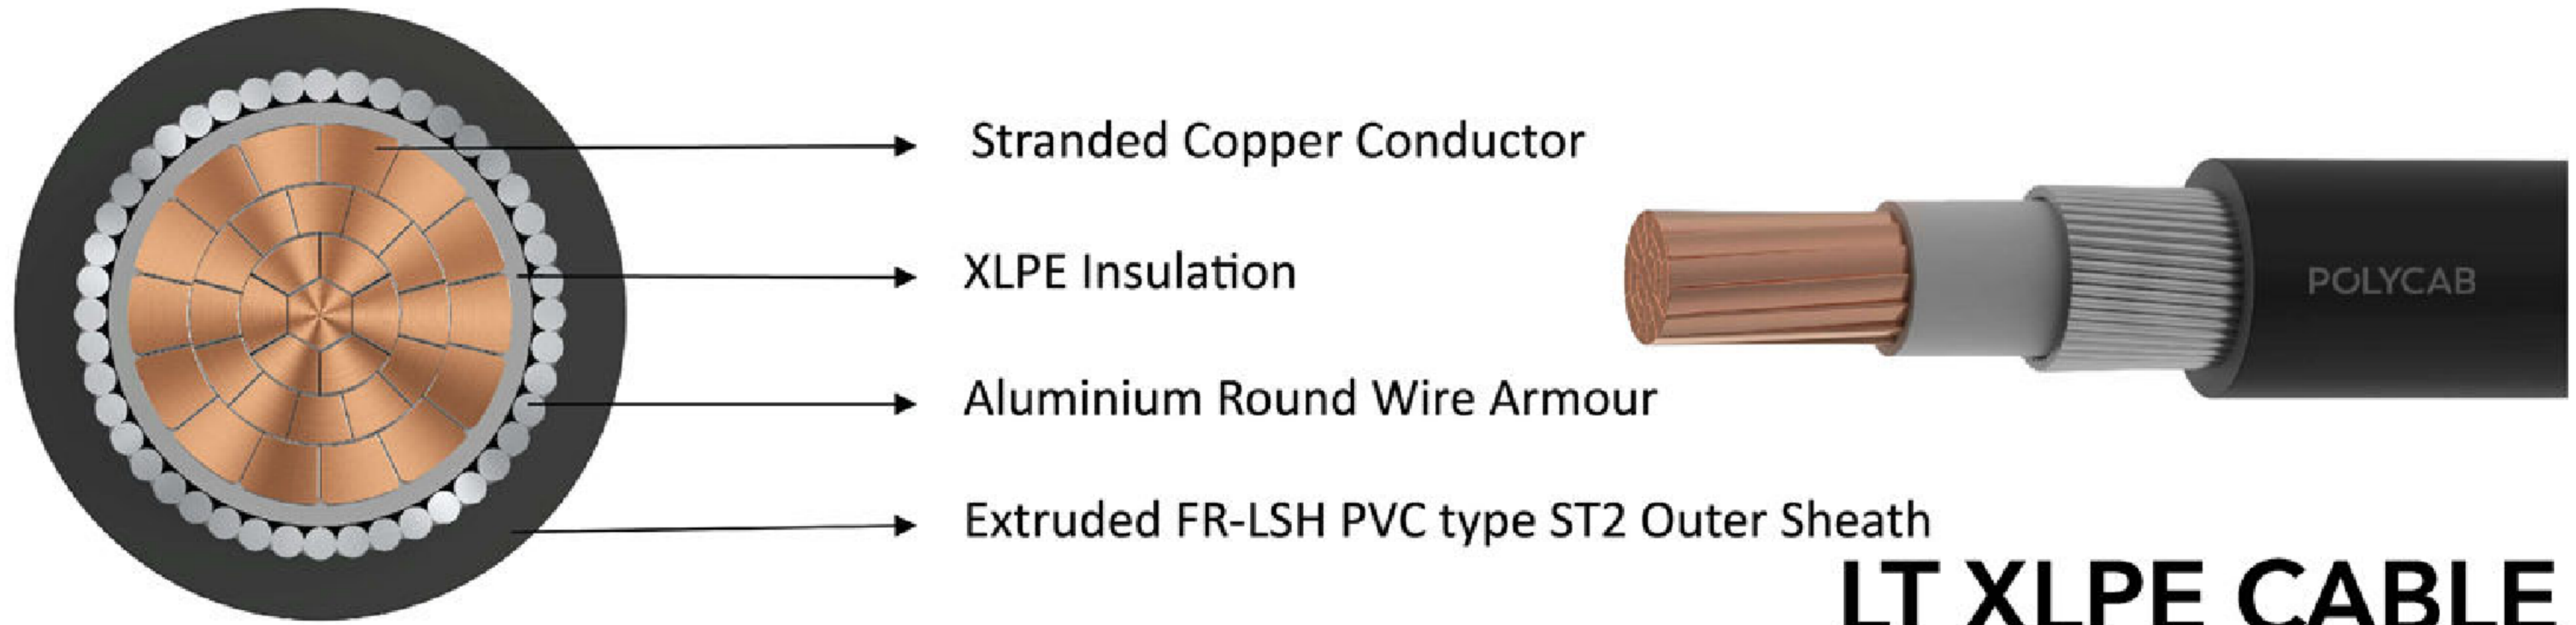 Stranded Copper Conductor
XLPE Insulation
Aluminium Round Wire Armour
Extruded FR-LSH PVC type ST2 Outer Sheath
POLYCAB
LT XLPE CABLE